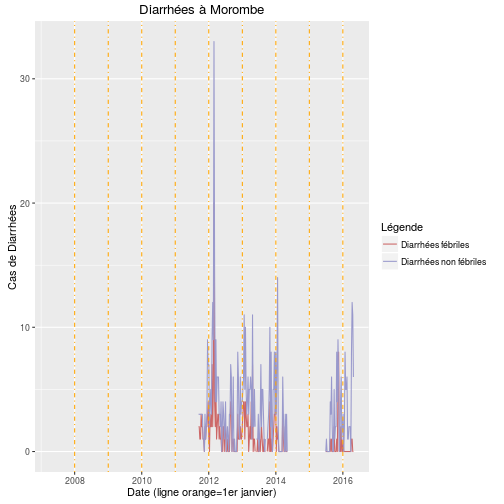 Diarrhées à Morombe
Cas de Diarrhées
30
20
10
0
2008
2010
2012
2014
2016
Date (ligne orange=1er janvier)
Légende
Diarrhées fébriles
Diarrhées non fébriles